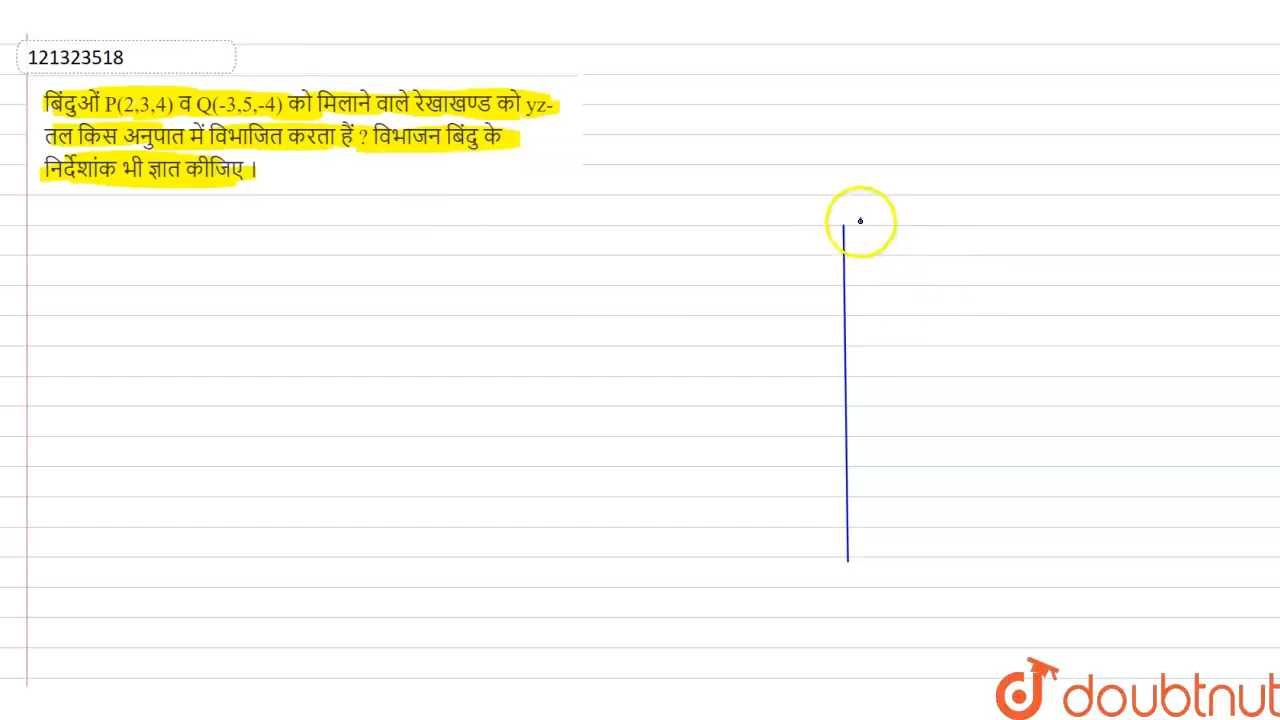 121323518
बिंदुओं P(2,3,4) व Q(-3,5,-4) को मिलाने वाले रेखाखण्ड को yz-
तल किस अनुपात में विभाजित करता हैं ? विभाजन बिंदु के
निर्देशांक भी ज्ञात कीजिए ।
doubtnut